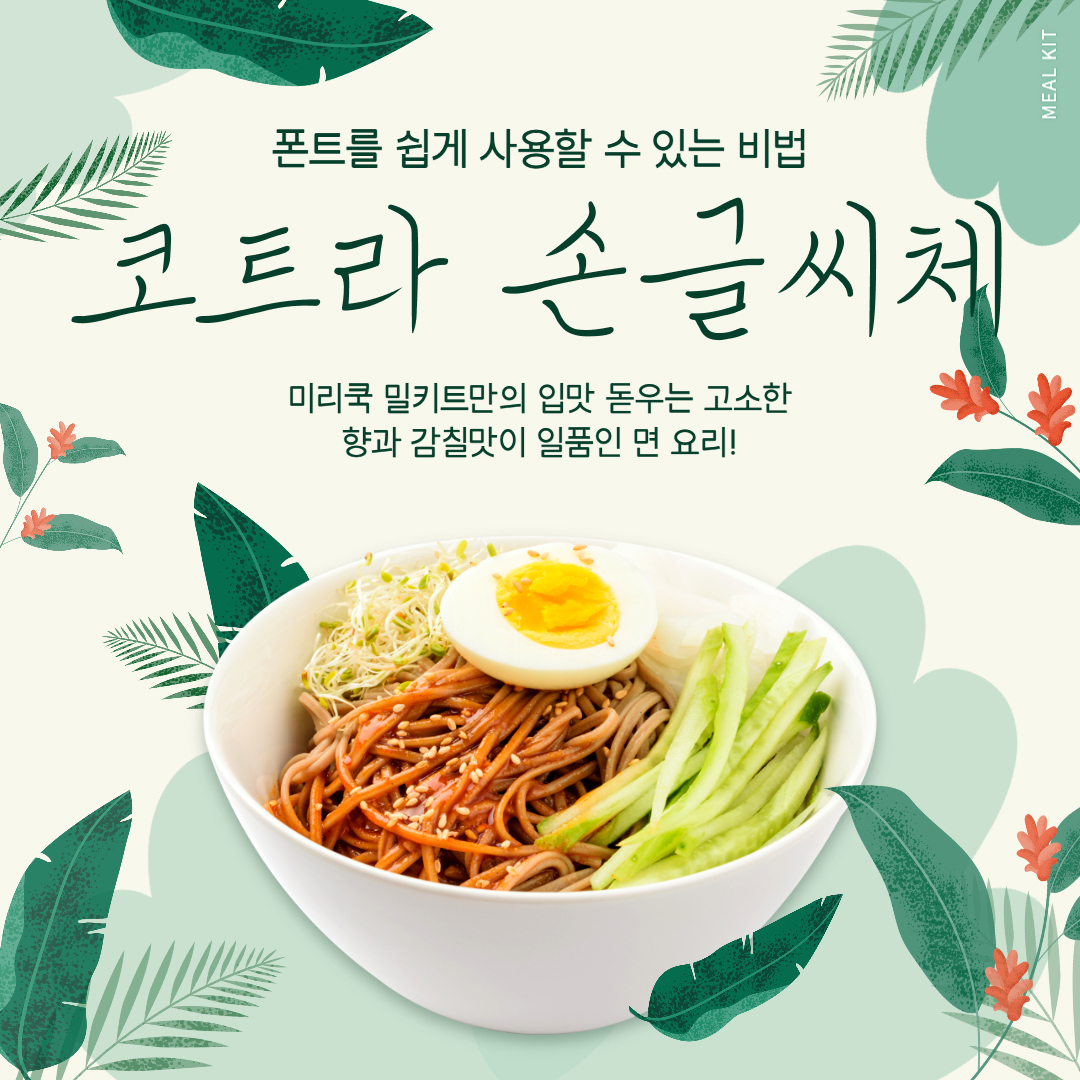 MEAL KIT
폰트를 쉽게 사용할 수 있는 비법
코트라 손글씨체
미리쿡 밀키트만의 입맛 돋우는 고소한
향과 감칠맛이 일품인 면 요리!